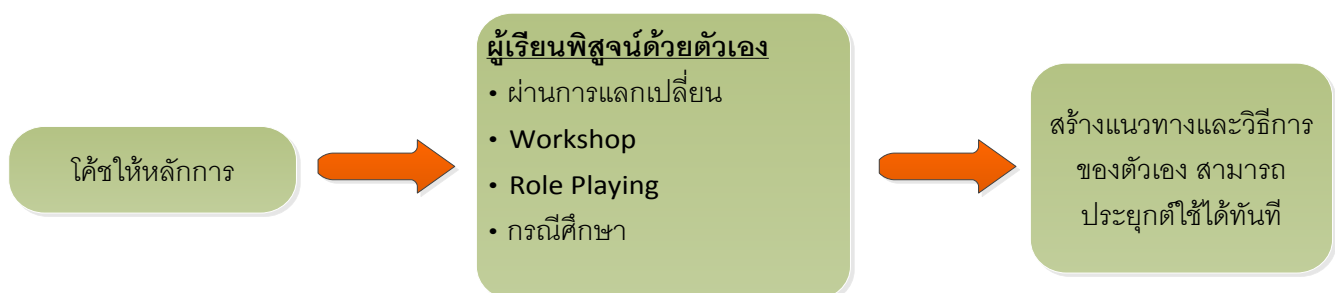 โค้ชให้หลักการ
ผู้เรียนพิสูจน์ด้วยตัวเอง
• ผ่านการแลกเปลี่ยน
• Workshop
• Role Playing
• กรณีศึกษา
สร้างแนวทางและวิธีการ
ของตัวเอง สามารถ
ประยุกต์ใช้ได้ทันที